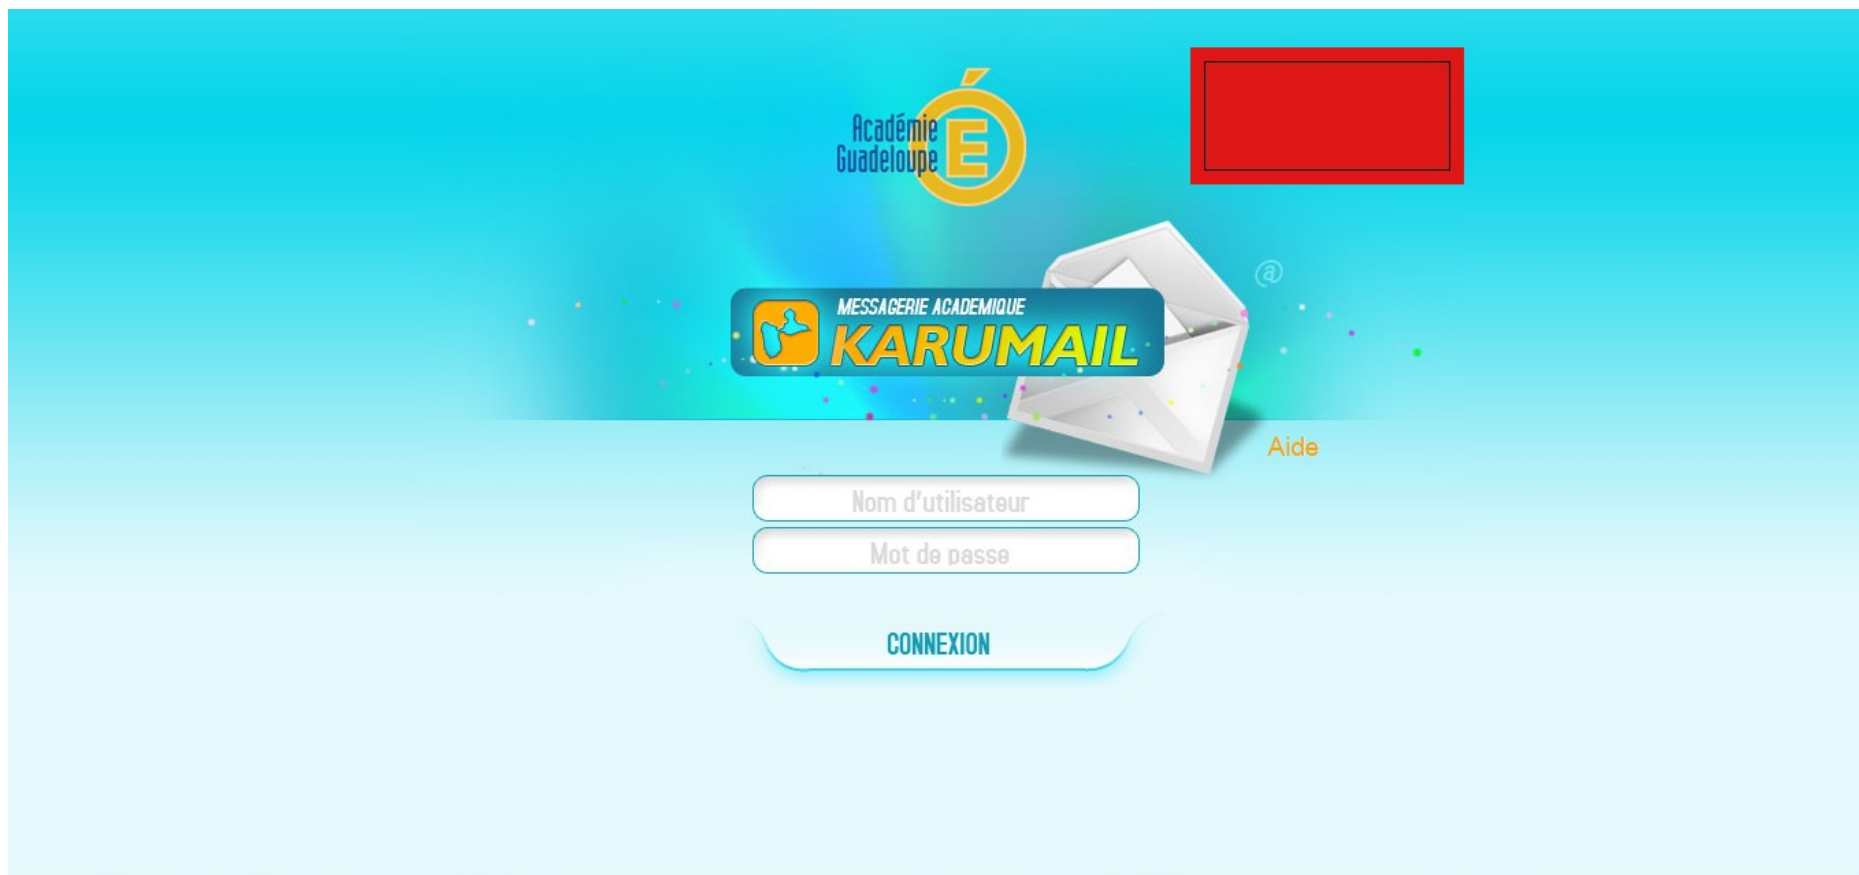 Académie
Guadeloupe
É
MESSAGERIE ACADEMIQUE
KARUMAIL
@
Aide
Nom d'utilisateur
Mot de passe
CONNEXION